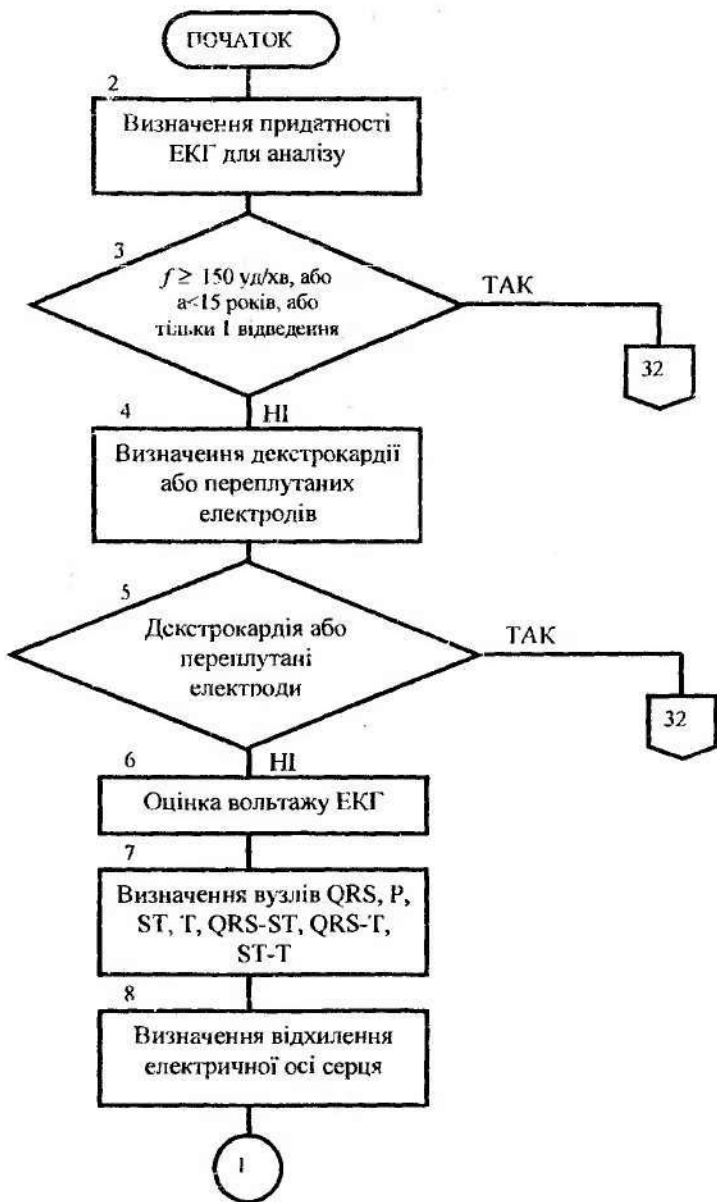 ПОЧАТОК
2
Визначення придатності
ЕКГ для аналізу
3
f ≥ 150 уд/хв, або
a<15 років, або
тільки 1 відведення
ТАК
32
4
НІ
Визначення декстрокардії
або переплутаних
електродів
5
Декстрокардія або
переплутані
електроди
ТАК
32
6
НІ
Оцінка вольтажу ЕКГ
7
Визначення вузлів QRS, P,
ST, T, QRS-ST, QRS-T,
ST-T
8
Визначення відхилення
електричної осі серця
1